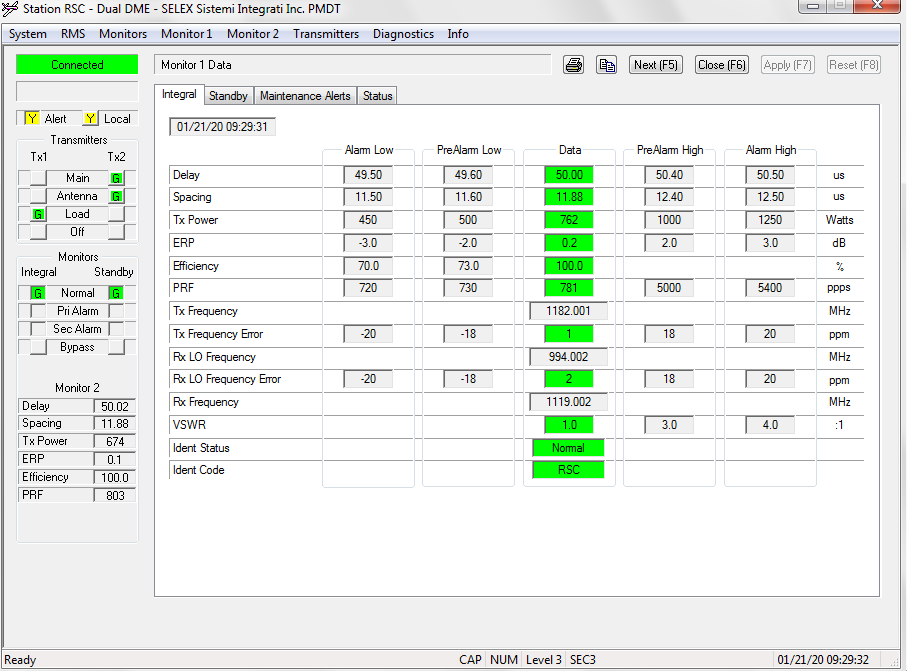 Station RSC - Dual DME - SELEX Sistemi Integrati Inc. PMDT
System RMS Monitors Monitor 1 Monitor 2 Transmitters Diagnostics Info
Connected
Monitor 1 Data
Next (F5) Close (F6) Apply (F7) Reset (F8)
Y Alert Y Local
Transmitters
Tx1 Tx2
Main G
Antenna G
G Load
Off
Monitors
Integral Standby
G Normal G
Pri Alarm
Sec Alarm
Bypass
Monitor 2
Delay 50.02
Spacing 11.88
Tx Power 674
ERP 0.1
Efficiency 100.0
PRF 803
Integral Standby Maintenance Alerts Status
01/21/20 09:29:31
Alarm Low PreAlarm Low Data PreAlarm High Alarm High
Delay 49.50 49.60 50.00 50.40 50.50 us
Spacing 11.50 11.60 11.88 12.40 12.50 us
Tx Power 450 500 762 1000 1250 Watts
ERP -3.0 -2.0 0.2 2.0 3.0 dB
Efficiency 70.0 73.0 100.0 %
PRF 720 730 781 5000 5400 ppps
Tx Frequency 1182.001 MHz
Tx Frequency Error -20 -18 1 18 20 ppm
Rx LO Frequency 994.002 MHz
Rx LO Frequency Error -20 -18 2 18 20 ppm
Rx Frequency 1119.002 MHz
VSWR 1.0 3.0 4.0 :1
Ident Status Normal
Ident Code RSC
Ready CAP NUM Level 3 SEC3 01/21/20 09:29:32